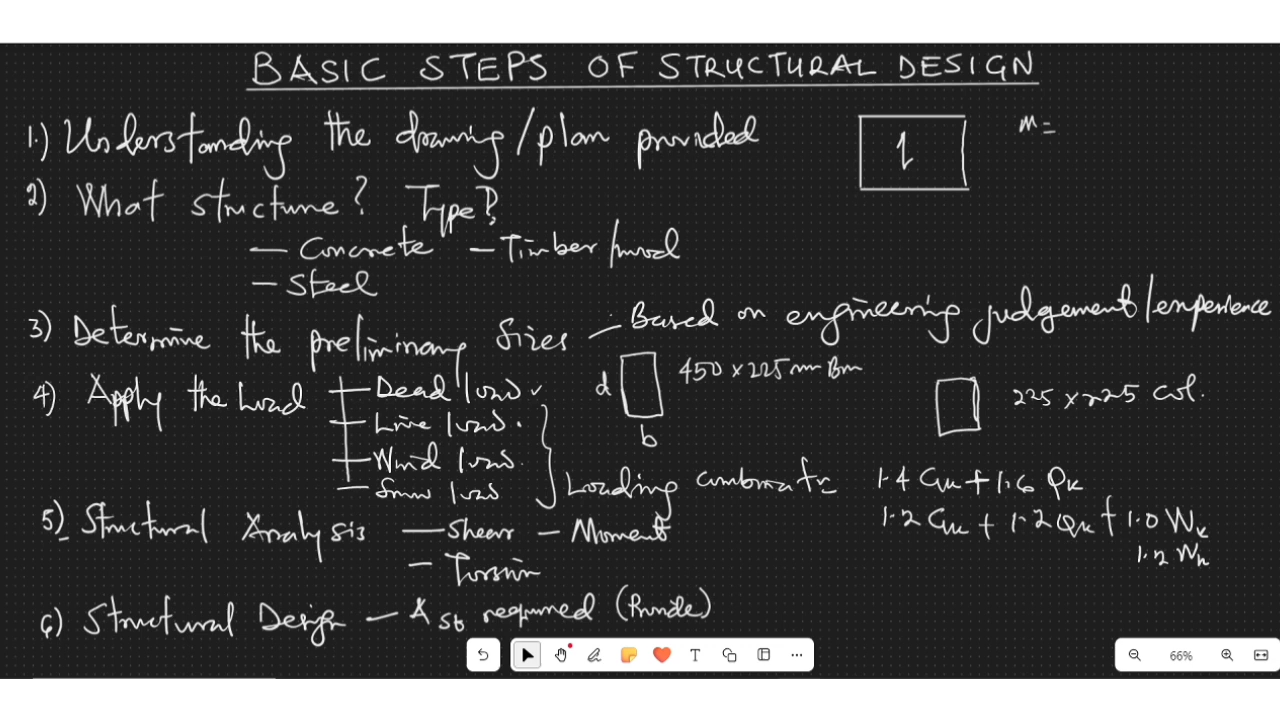 BASIC STEPS OF STRUCTURAL DESIGN
1.) Understanding the drawing/plan provided
1
m =
2) What structure? Type?
— Concrete — Timber/wood
— Steel
3) Determine the preliminary sizes — Based on engineering judgement/experience
d
450 x 225mm Bm
b
225 x 225 col.
4) Apply the Load — Dead load ✓
— Live load.
— Wind load.
— Snow load
Loading
1.4 Gk + 1.6 Qk
1.2 Gk + 1.2 Qk + 1.0 Wk
1.2 Wk
5) Structural Analysis — Shear — Moment
— Torsion
6) Structural Design — Ast required (Provide)
T
66%